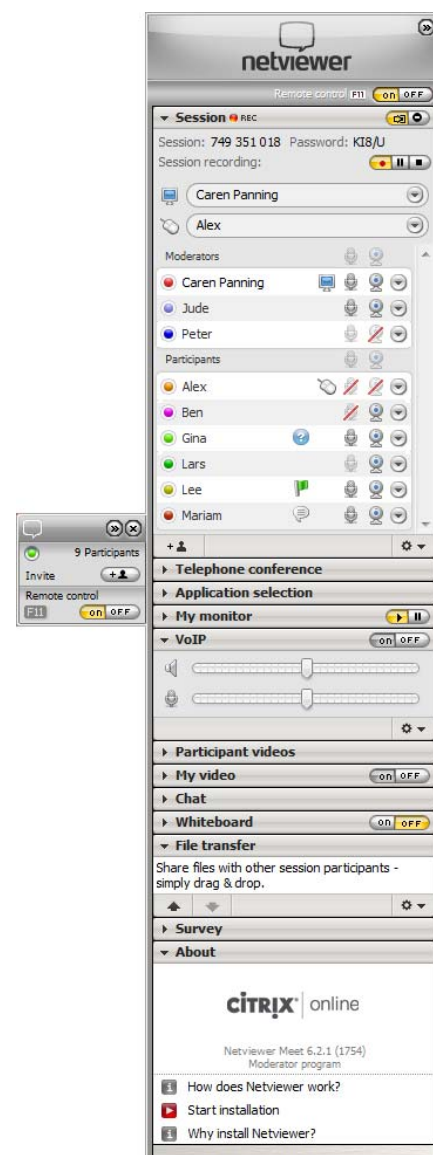 netviewer
Remote control F11 on OFF
Session REC
Session: 749 351 018 Password: KI8/U
Session recording:
Caren Panning
Alex
Moderators
Caren Panning
Jude
Peter
Participants
Alex
Ben
Gina
Lars
Lee
Mariam
9 Participants
Invite
Remote control
F11 on OFF
Telephone conference
Application selection
My monitor
VoIP on OFF
Participant videos
My video on OFF
Chat
Whiteboard on OFF
File transfer
Share files with other session participants -
simply drag & drop.
Survey
About
CITRIX online
Netviewer Meet 6.2.1 (1754)
Moderator program
How does Netviewer work?
Start installation
Why install Netviewer?